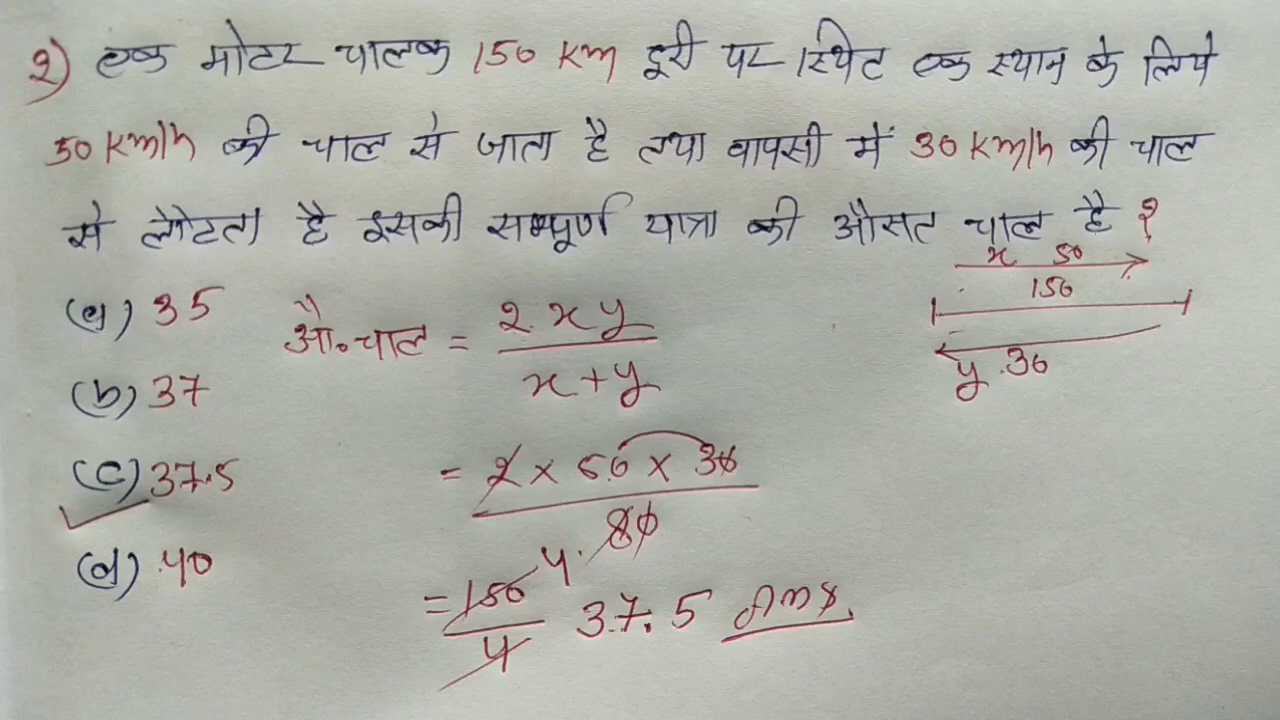 2) एक मोटर चालक 150 km दूरी पर स्थित एक स्थान के लिये
50 km/h की चाल से जाता है तथा वापसी में 30 km/h की चाल
से लौटता है इसकी सम्पूर्ण यात्रा की औसत चाल है ?
x 50
150
y 30
(a) 35
(b) 37
(c) 37.5
(d) 40
औ० चाल = 2xy
x+y
= 2 × 50 × 30
80
4
= 150
4
37.5 Ans.